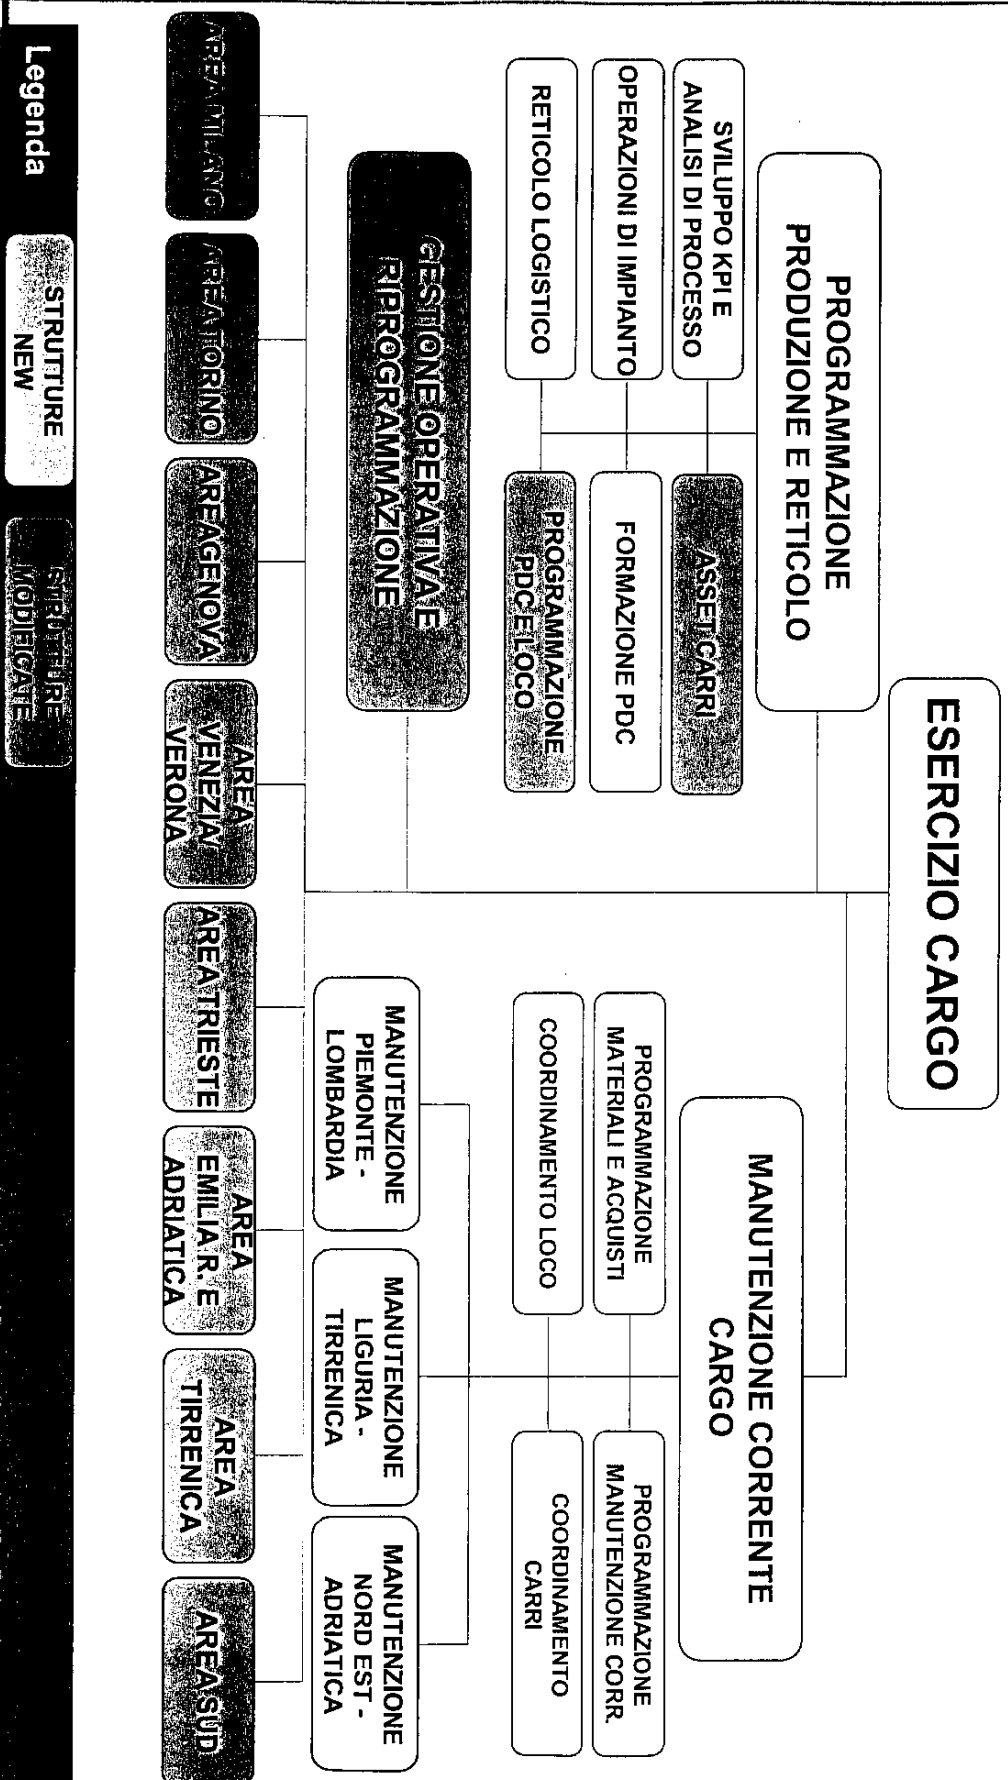 ESERCIZIO CARGO
PROGRAMMAZIONE
PRODUZIONE E RETICOLO
SVILUPPO KPI E
ANALISI DI PROCESSO
ASSET CARRI
OPERAZIONI DI IMPIANTO
FORMAZIONE PDC
RETICOLO LOGISTICO
PROGRAMMAZIONE
PDC E LOCO
GESTIONE OPERATIVA E
RIPROGRAMMAZIONE
MANUTENZIONE CORRENTE
CARGO
PROGRAMMAZIONE
MATERIALI E ACQUISTI
PROGRAMMAZIONE
MANUTENZIONE CORR.
COORDINAMENTO LOCO
COORDINAMENTO
CARRI
MANUTENZIONE
PIEMONTE -
LOMBARDIA
MANUTENZIONE
LIGURIA -
TIRRENICA
MANUTENZIONE
NORD EST -
ADRIATICA
AREA MILANO
AREA TORINO
AREA GENOVA
AREA
VENEZIA/
VERONA
AREA TRIESTE
AREA
EMILIA R. E
ADRIATICA
AREA
TIRRENICA
AREA SUD
Legenda
STRUTTURE
NEW
STRUTTURE
MODIFICATE